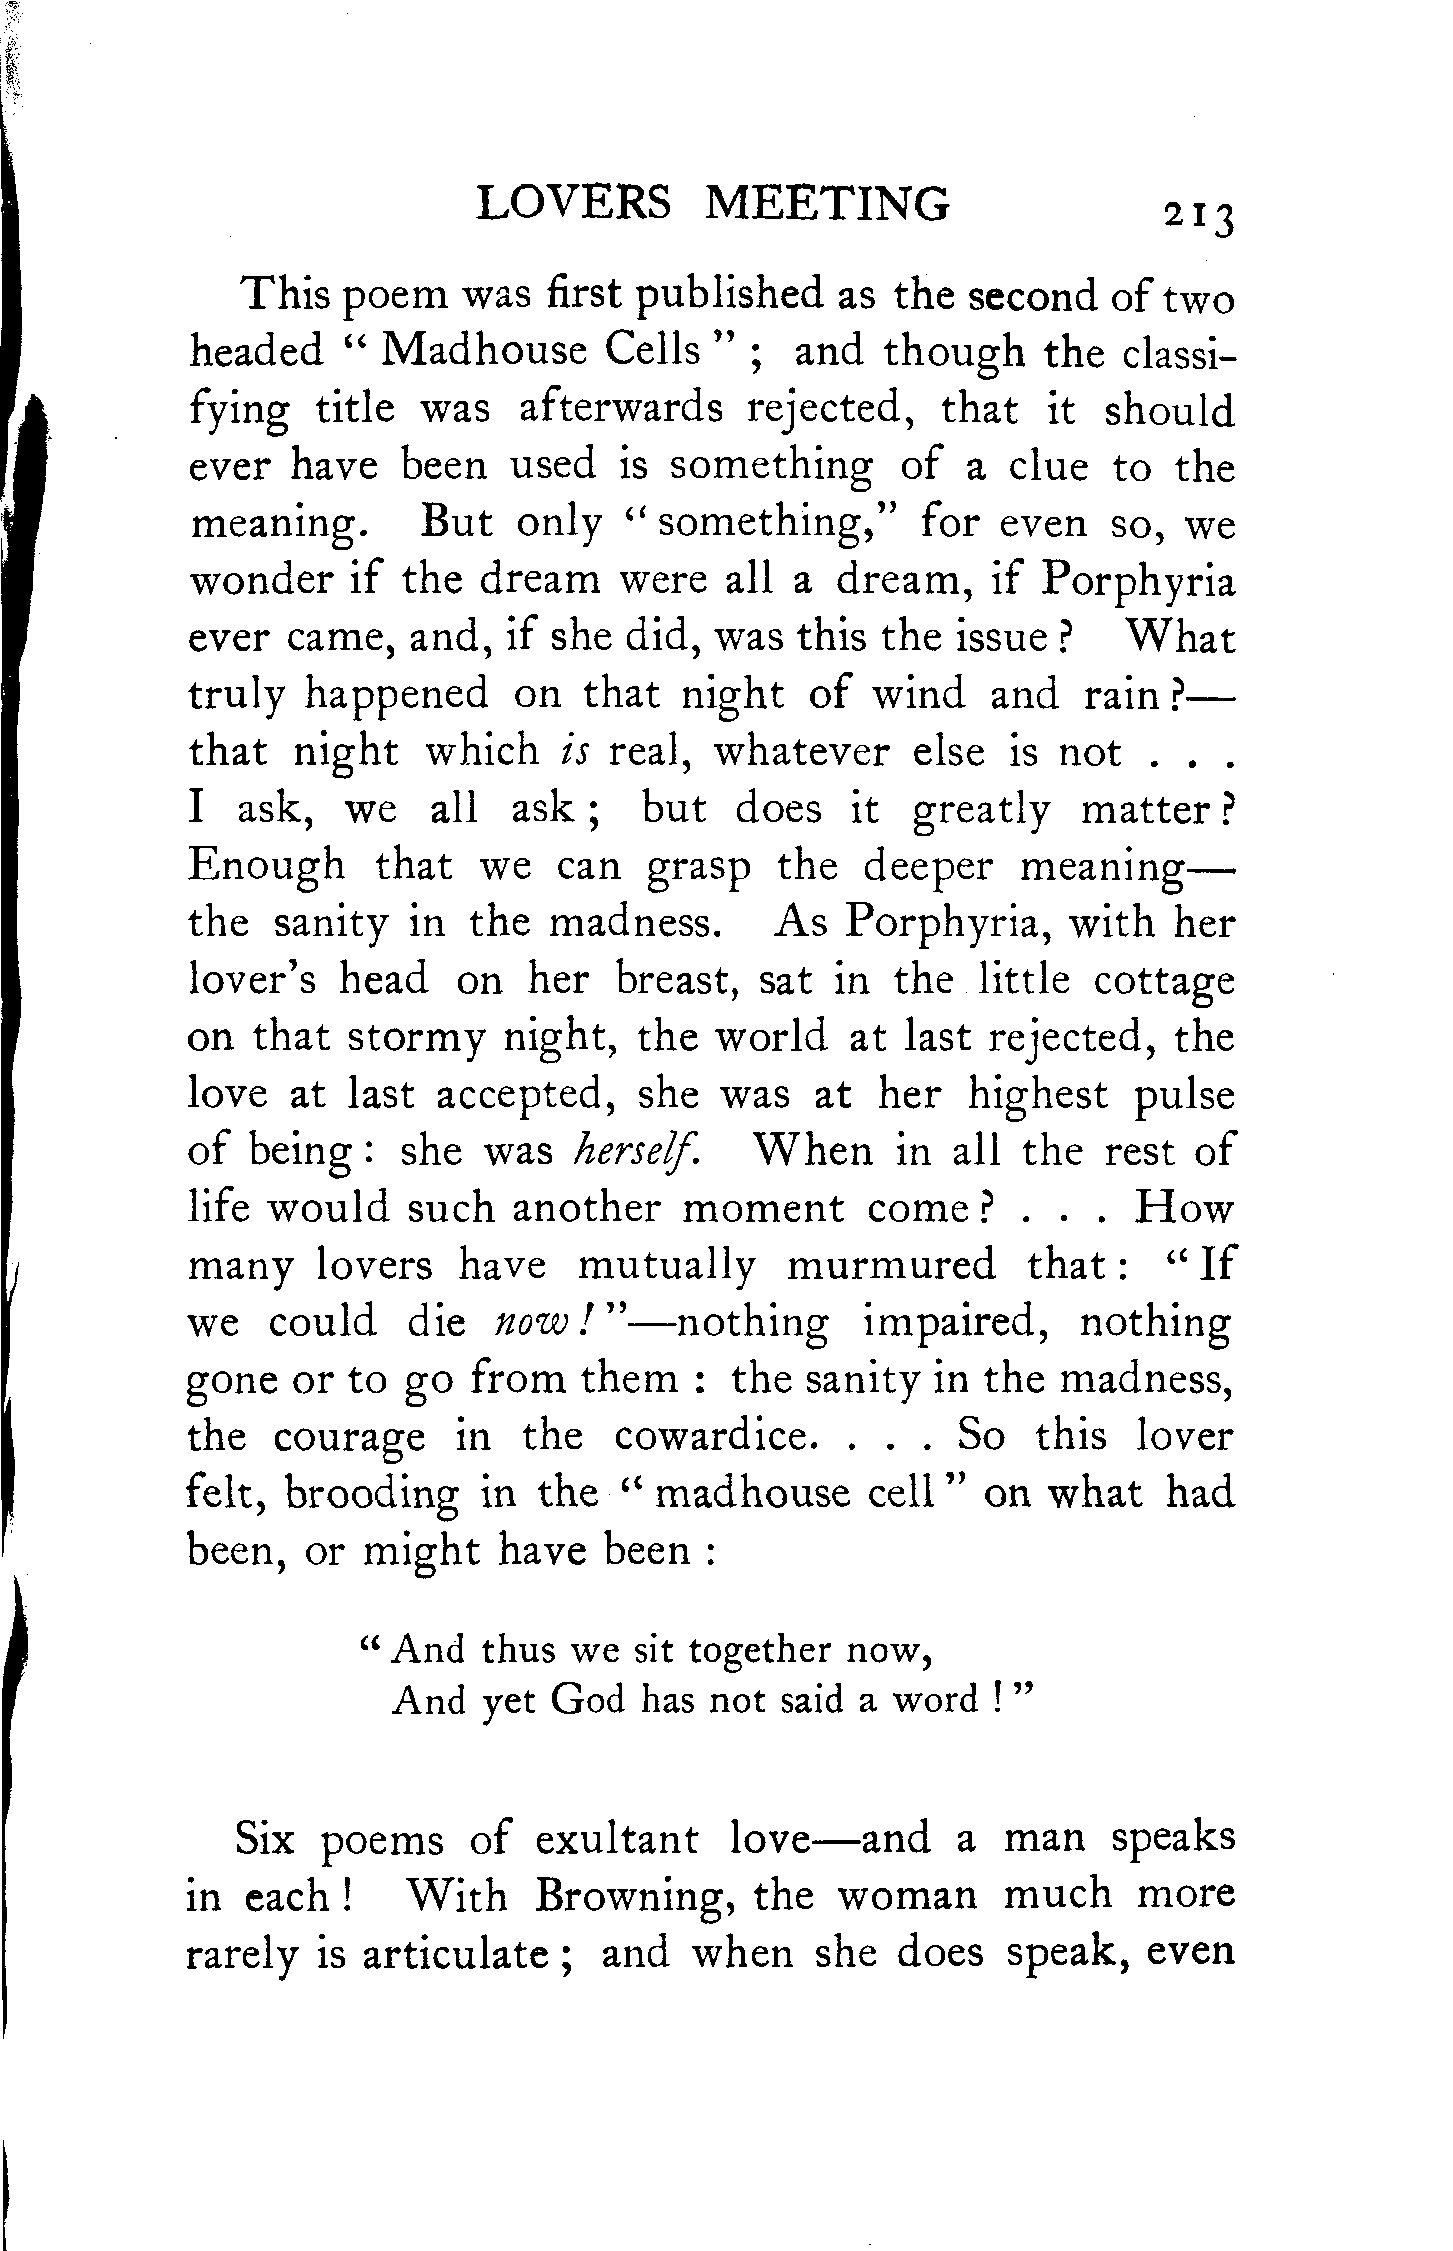 LOVERS MEETING 213
This poem was first published as the second of two
headed “ Madhouse Cells ” ; and though the classi-
fying title was afterwards rejected, that it should
ever have been used is something of a clue to the
meaning. But only “ something,” for even so, we
wonder if the dream were all a dream, if Porphyria
ever came, and, if she did, was this the issue ? What
truly happened on that night of wind and rain ?—
that night which is real, whatever else is not . . .
I ask, we all ask ; but does it greatly matter ?
Enough that we can grasp the deeper meaning—
the sanity in the madness. As Porphyria, with her
lover’s head on her breast, sat in the little cottage
on that stormy night, the world at last rejected, the
love at last accepted, she was at her highest pulse
of being : she was herself. When in all the rest of
life would such another moment come ? . . . How
many lovers have mutually murmured that : “ If
we could die now ! ”—nothing impaired, nothing
gone or to go from them : the sanity in the madness,
the courage in the cowardice. . . . So this lover
felt, brooding in the “ madhouse cell ” on what had
been, or might have been :
“ And thus we sit together now,
And yet God has not said a word ! ”
Six poems of exultant love—and a man speaks
in each ! With Browning, the woman much more
rarely is articulate ; and when she does speak, even